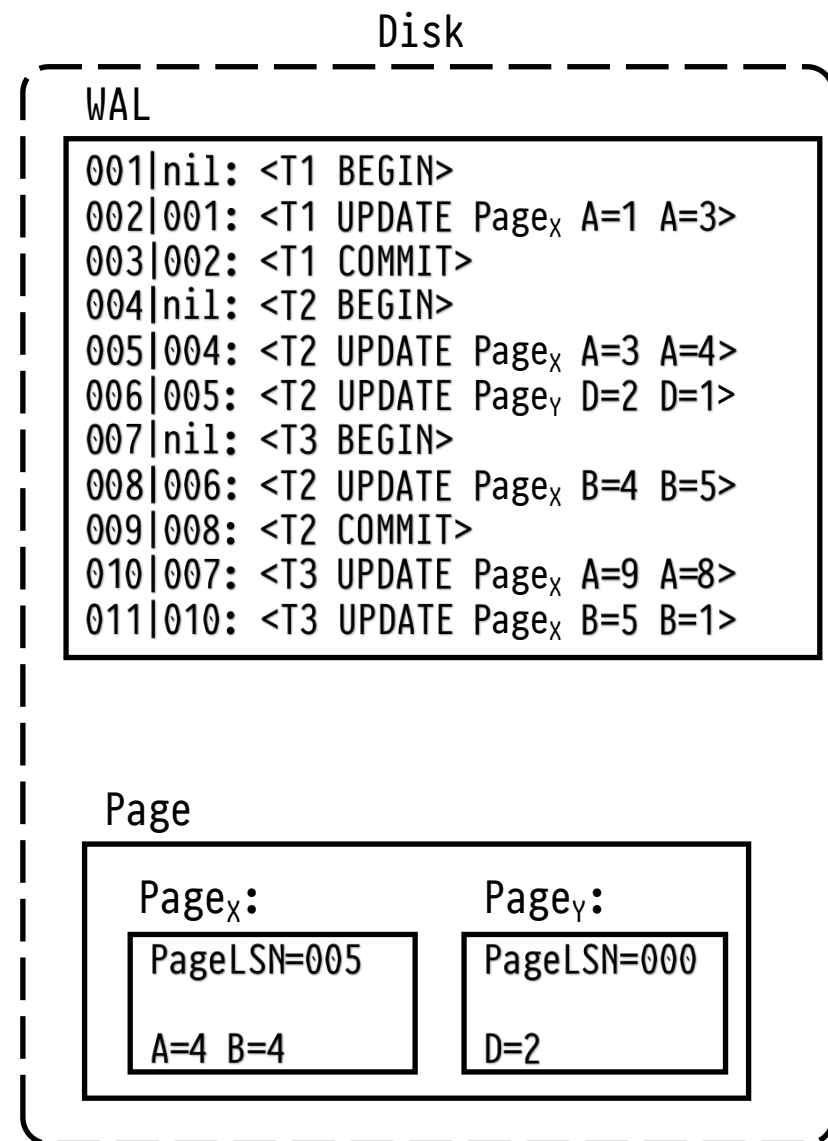 Disk
WAL
001|nil: <T1 BEGIN>
002|001: <T1 UPDATE PageX A=1 A=3>
003|002: <T1 COMMIT>
004|nil: <T2 BEGIN>
005|004: <T2 UPDATE PageX A=3 A=4>
006|005: <T2 UPDATE PageY D=2 D=1>
007|nil: <T3 BEGIN>
008|006: <T2 UPDATE PageX B=4 B=5>
009|008: <T2 COMMIT>
010|007: <T3 UPDATE PageX A=9 A=8>
011|010: <T3 UPDATE PageX B=5 B=1>
Page
PageX: PageY:
PageLSN=005 PageLSN=000
A=4 B=4 D=2